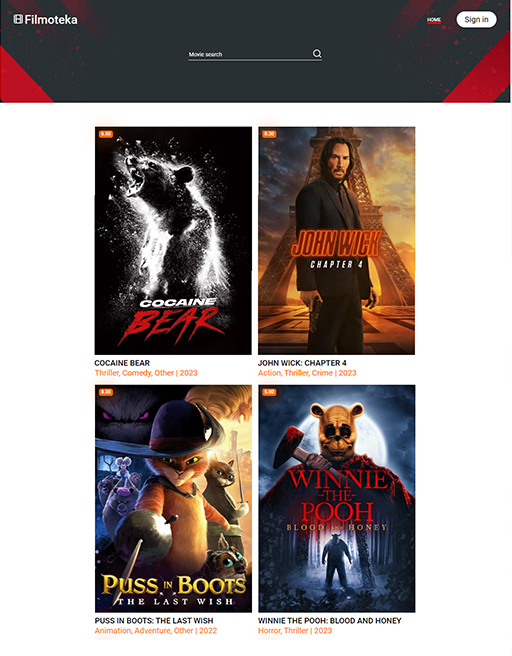 Filmoteka
HOME
Sign in
Movie search
6.50
8.30
COCAINE
BEAR
JOHN WICK
CHAPTER 4
COCAINE BEAR
Thriller, Comedy, Other | 2023
JOHN WICK: CHAPTER 4
Action, Thriller, Crime | 2023
8.30
5.80
PUSS IN BOOTS
THE LAST WISH
WINNIE
-THE-
POOH
BLOOD AND HONEY
PUSS IN BOOTS: THE LAST WISH
Animation, Adventure, Other | 2022
WINNIE THE POOH: BLOOD AND HONEY
Horror, Thriller | 2023